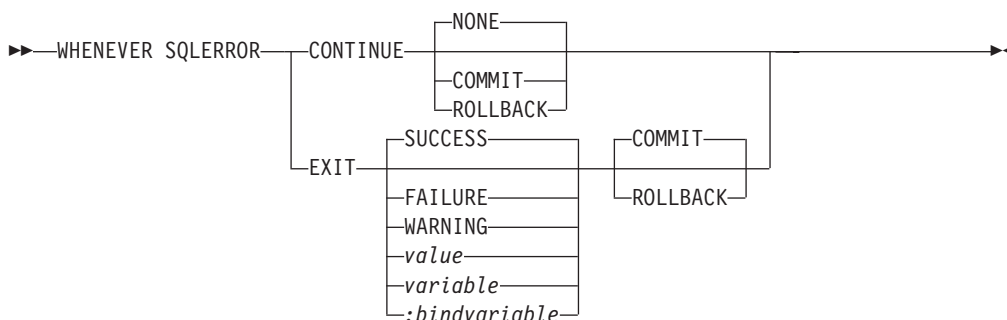 NONE
WHENEVER SQLERROR CONTINUE
COMMIT
ROLLBACK
SUCCESS COMMIT
EXIT
FAILURE ROLLBACK
WARNING
value
variable
:bindvariable